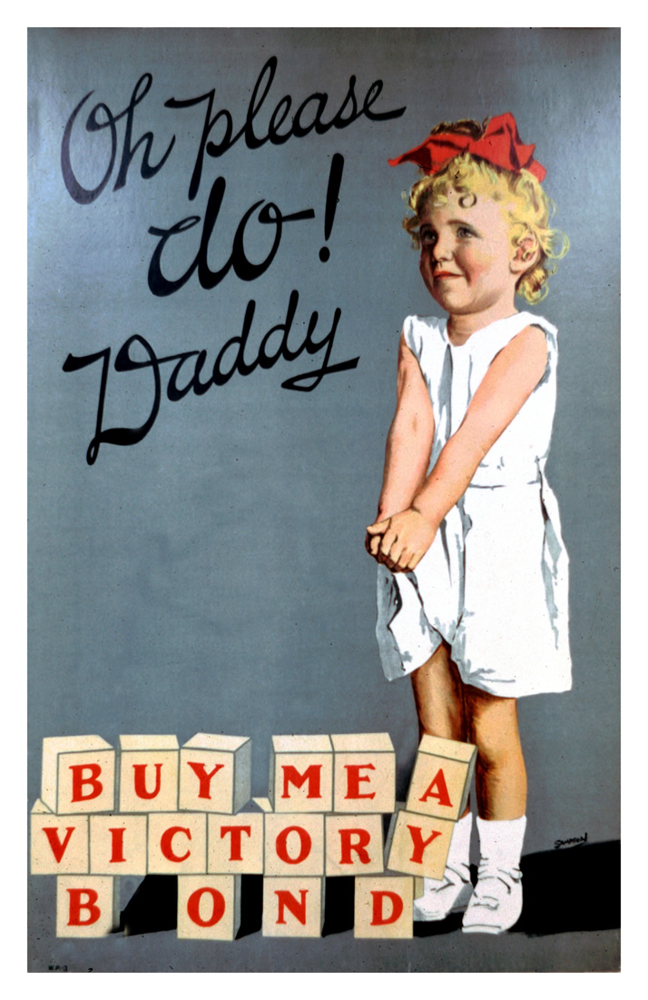 Oh please
do!
Daddy
BUY ME A
VICTORY
BOND